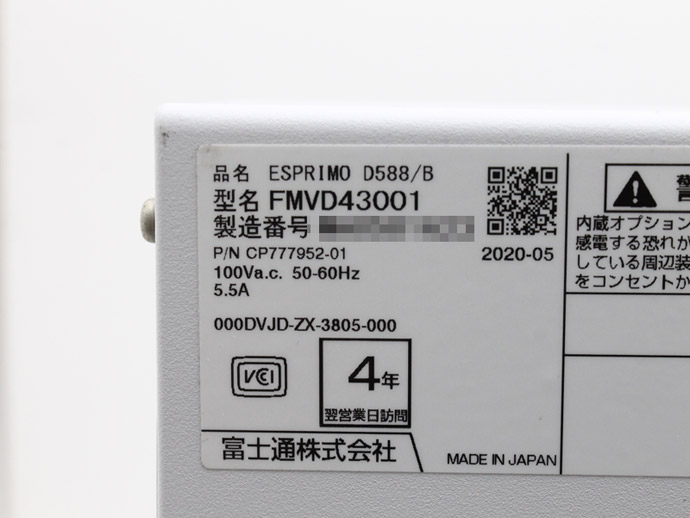 品名 ESPRIMO D588/B
型名 FMVD43001
製造番号
P/N CP777952-01
2020-05
100Va.c. 50-60Hz
5.5A
000DVJD-ZX-3805-000
VCI
4年
翌営業日訪問
富士通株式会社
MADE IN JAPAN
内蔵オプション
感電する恐れが
している周辺装
をコンセントか